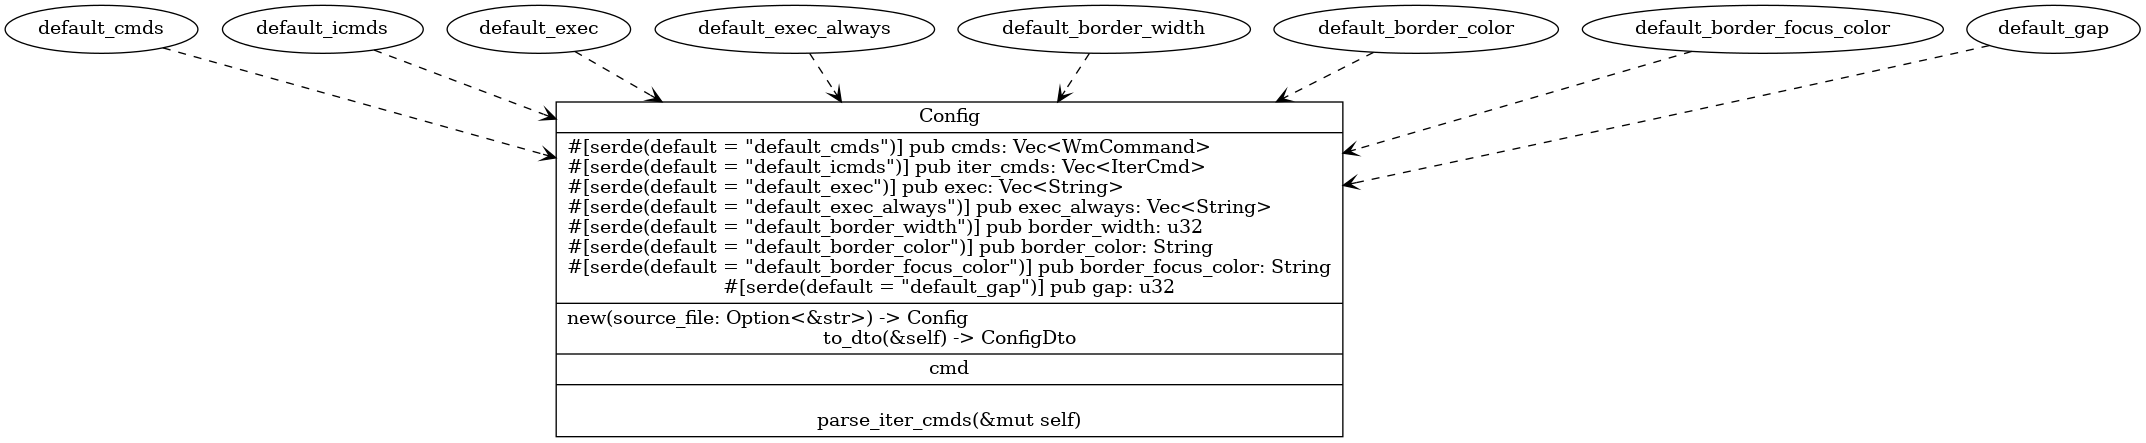 default_cmds
default_icmds
default_exec
default_exec_always
default_border_width
default_border_color
default_border_focus_color
default_gap
Config
#[serde(default = "default_cmds")] pub cmds: Vec<WmCommand>
#[serde(default = "default_icmds")] pub iter_cmds: Vec<IterCmd>
#[serde(default = "default_exec")] pub exec: Vec<String>
#[serde(default = "default_exec_always")] pub exec_always: Vec<String>
#[serde(default = "default_border_width")] pub border_width: u32
#[serde(default = "default_border_color")] pub border_color: String
#[serde(default = "default_border_focus_color")] pub border_focus_color: String
#[serde(default = "default_gap")] pub gap: u32
new(source_file: Option<&str>) -> Config
to_dto(&self) -> ConfigDto
cmd
parse_iter_cmds(&mut self)